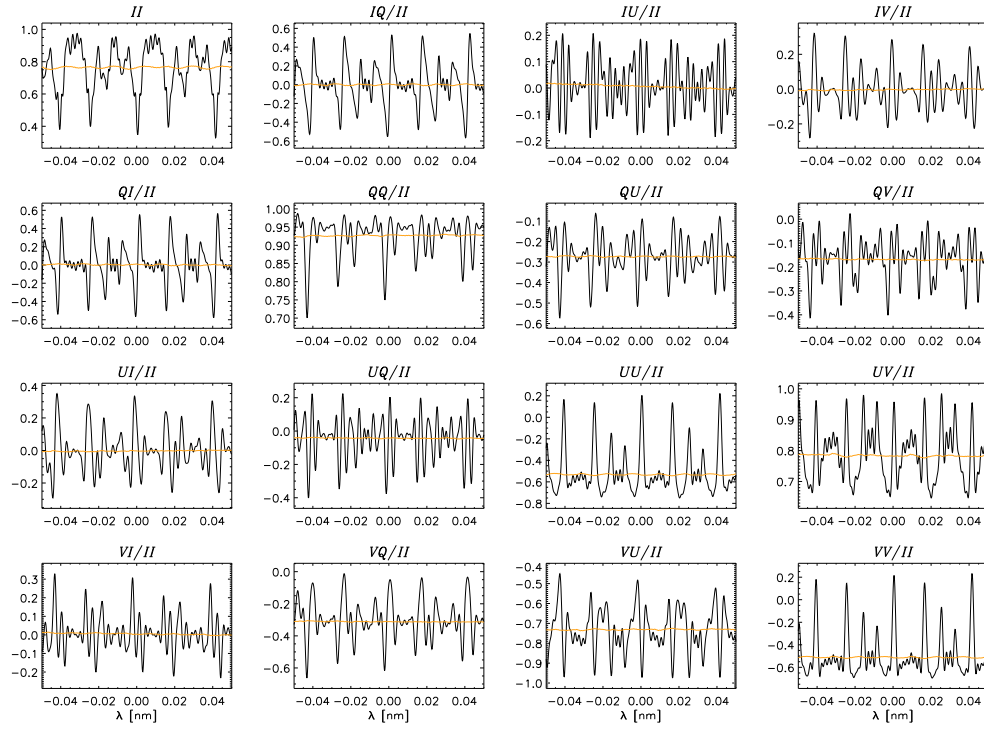 II IQ/II IU/II IV/II
1.0 0.8 0.6 0.4
0.6 0.4 0.2 0.0 −0.2 −0.4 −0.6
0.2 0.1 0.0 −0.1 −0.2
0.2 0.0 −0.2
−0.04 −0.02 0.00 0.02 0.04 −0.04 −0.02 0.00 0.02 0.04 −0.04 −0.02 0.00 0.02 0.04 −0.04 −0.02 0.00 0.02 0.04
QI/II QQ/II QU/II QV/II
0.6 0.4 0.2 0.0 −0.2 −0.4 −0.6
1.00 0.95 0.90 0.85 0.80 0.75 0.70
−0.1 −0.2 −0.3 −0.4 −0.5 −0.6
0.0 −0.1 −0.2 −0.3 −0.4
−0.04 −0.02 0.00 0.02 0.04 −0.04 −0.02 0.00 0.02 0.04 −0.04 −0.02 0.00 0.02 0.04 −0.04 −0.02 0.00 0.02 0.04
UI/II UQ/II UU/II UV/II
0.4 0.2 0.0 −0.2
0.2 0.0 −0.2 −0.4
0.2 0.0 −0.2 −0.4 −0.6 −0.8
1.0 0.9 0.8 0.7
−0.04 −0.02 0.00 0.02 0.04 −0.04 −0.02 0.00 0.02 0.04 −0.04 −0.02 0.00 0.02 0.04 −0.04 −0.02 0.00 0.02 0.04
VI/II VQ/II VU/II VV/II
0.3 0.2 0.1 0.0 −0.1 −0.2
0.0 −0.2 −0.4 −0.6
−0.4 −0.5 −0.6 −0.7 −0.8 −0.9 −1.0
0.2 0.0 −0.2 −0.4 −0.6
−0.04 −0.02 0.00 0.02 0.04 −0.04 −0.02 0.00 0.02 0.04 −0.04 −0.02 0.00 0.02 0.04 −0.04 −0.02 0.00 0.02 0.04
λ [nm] λ [nm] λ [nm] λ [nm]